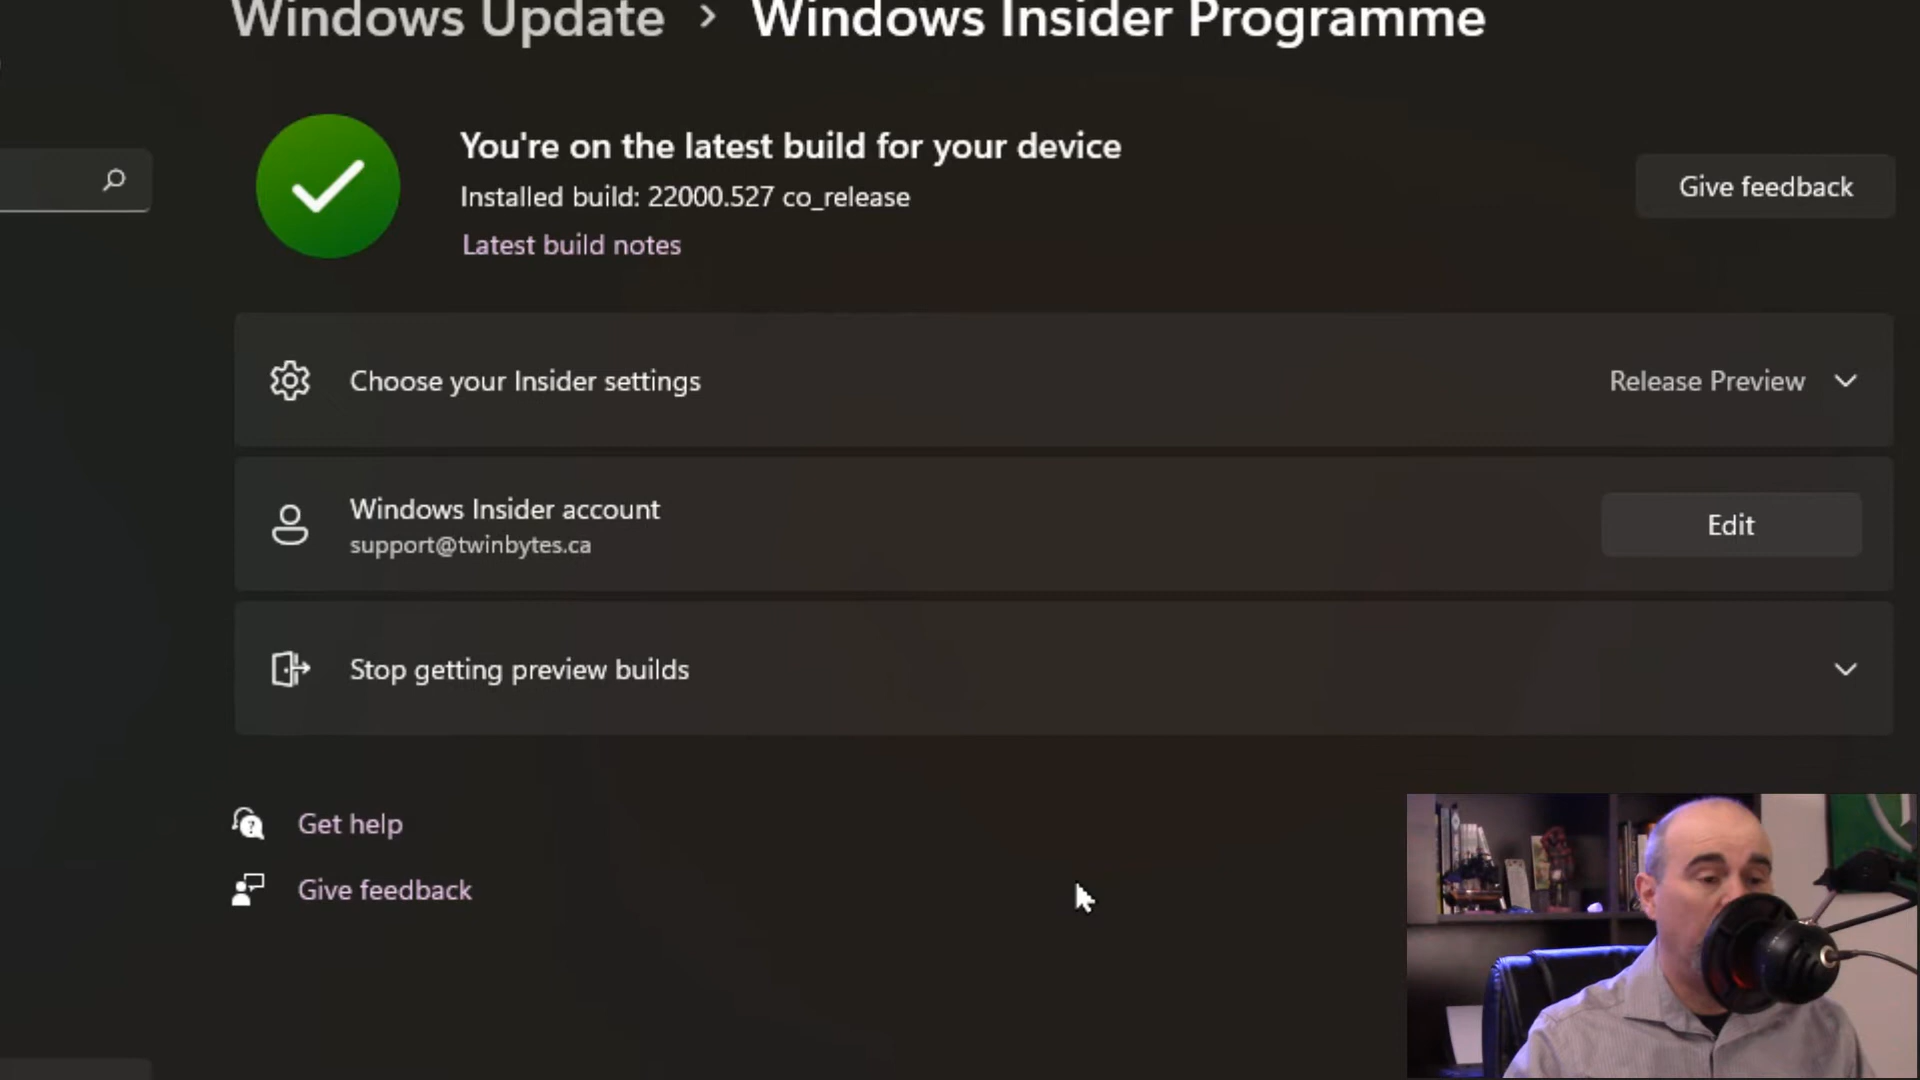 Windows Update > Windows Insider Programme
You're on the latest build for your device
Installed build: 22000.527 co_release
Latest build notes
Give feedback
Choose your Insider settings
Release Preview
Windows Insider account
support@twinbytes.ca
Edit
Stop getting preview builds
Get help
Give feedback